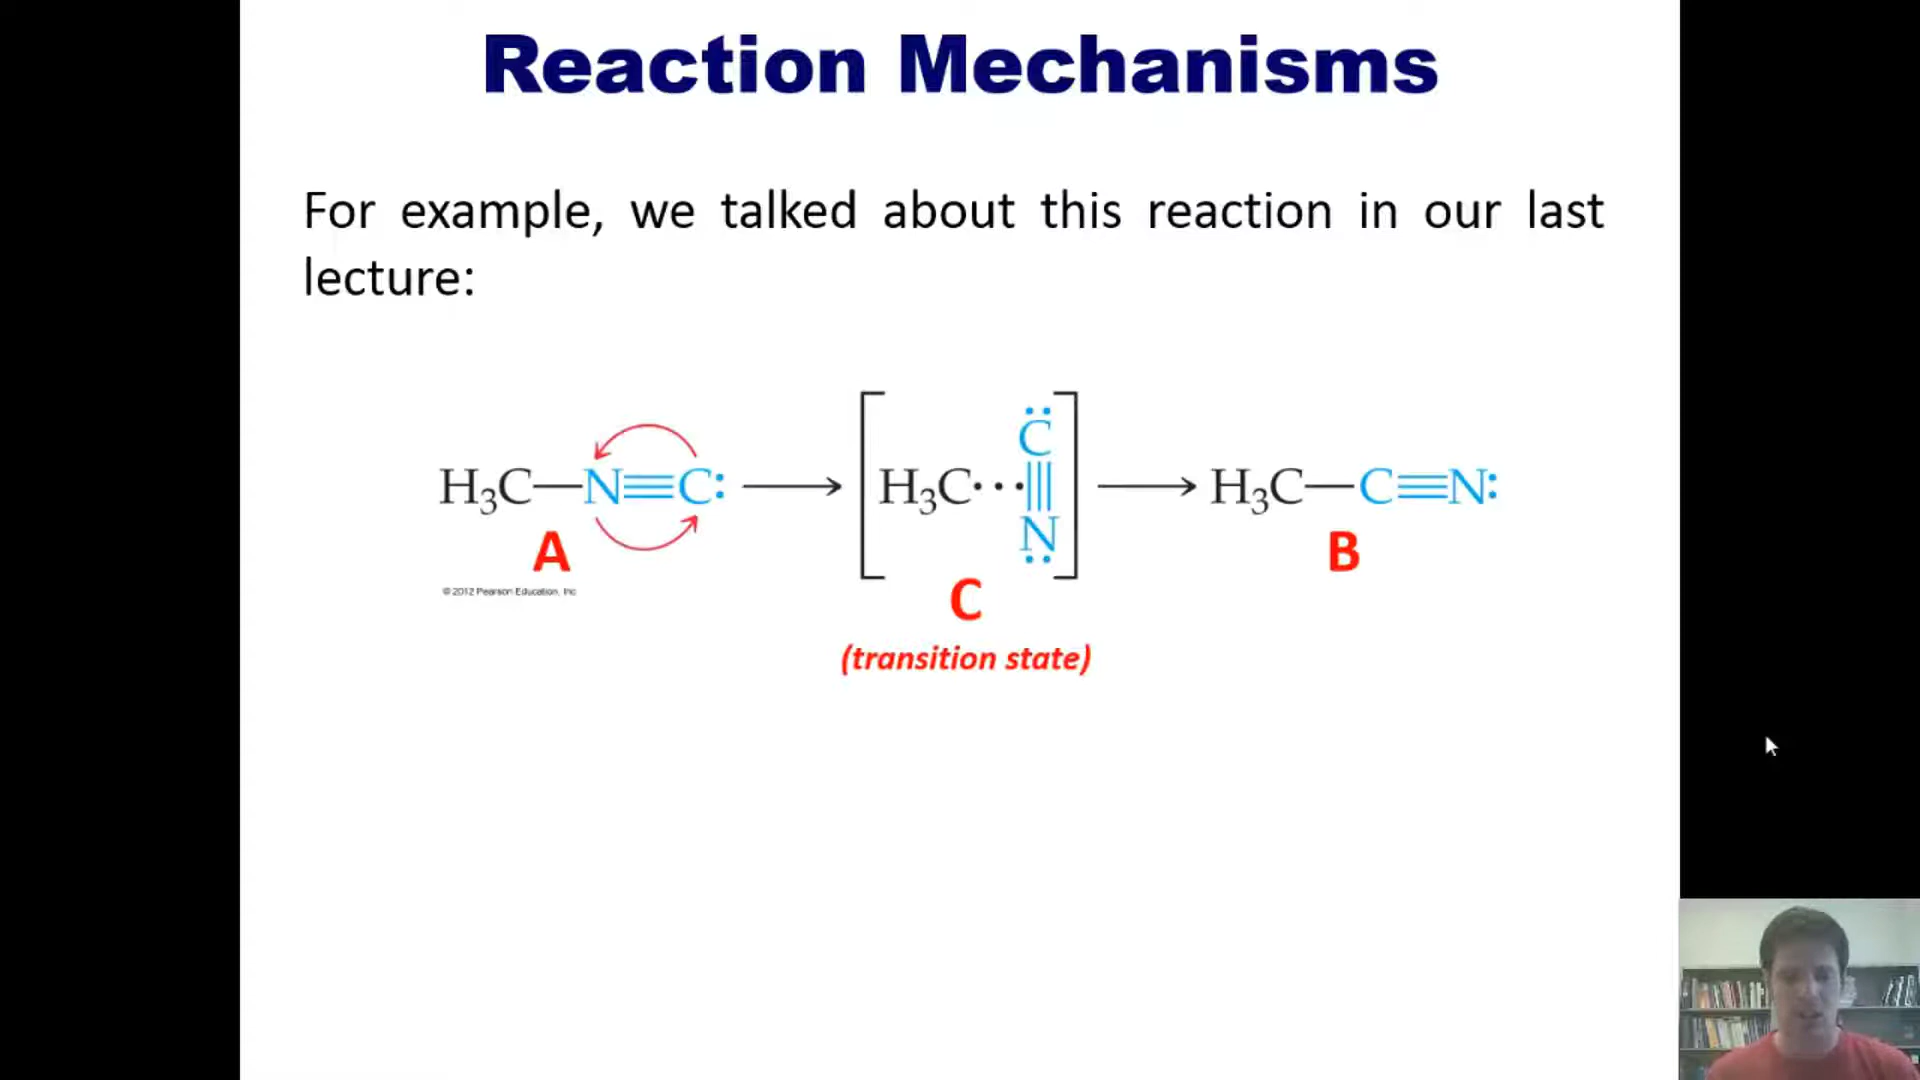 Reaction Mechanisms
For example, we talked about this reaction in our last
lecture:
H₃C—N≡C: ⟶ [H₃C···C≡N] ⟶ H₃C—C≡N:
A
B
© 2012 Pearson Education, Inc
C
(transition state)